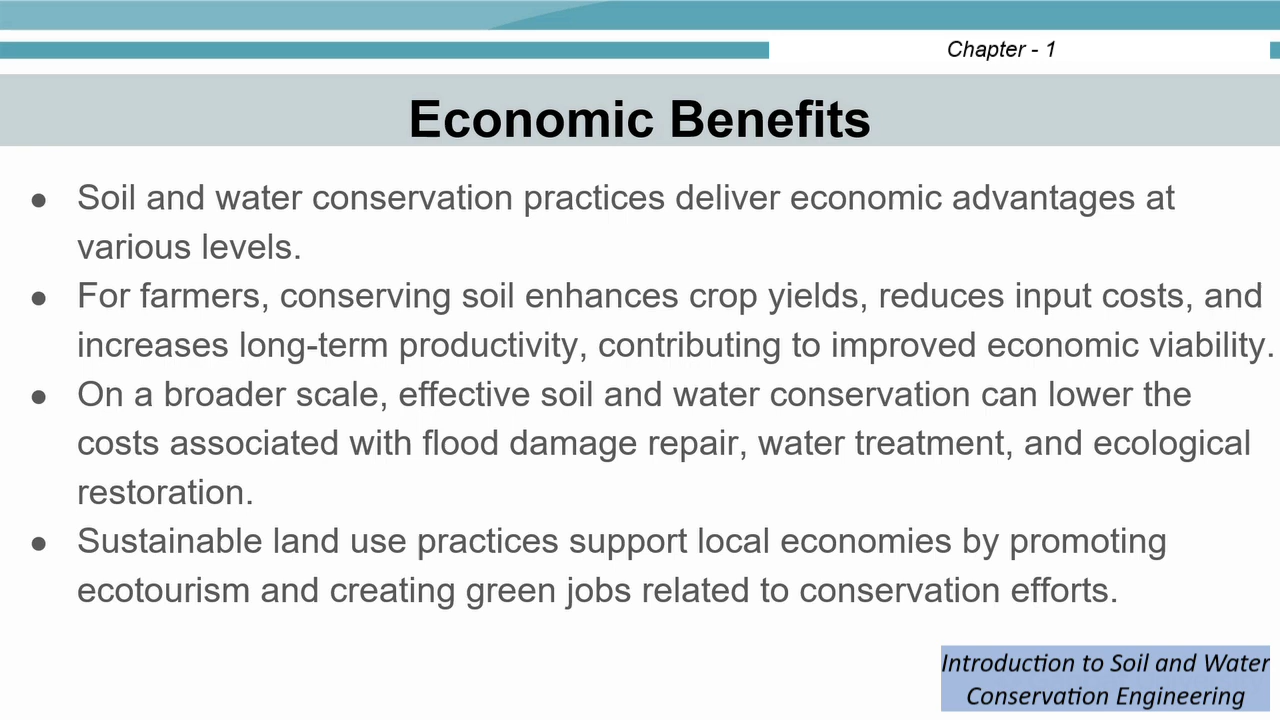 Chapter - 1
Economic Benefits
● Soil and water conservation practices deliver economic advantages at
various levels.
● For farmers, conserving soil enhances crop yields, reduces input costs, and
increases long-term productivity, contributing to improved economic viability.
● On a broader scale, effective soil and water conservation can lower the
costs associated with flood damage repair, water treatment, and ecological
restoration.
● Sustainable land use practices support local economies by promoting
ecotourism and creating green jobs related to conservation efforts.
Introduction to Soil and Water
Conservation Engineering